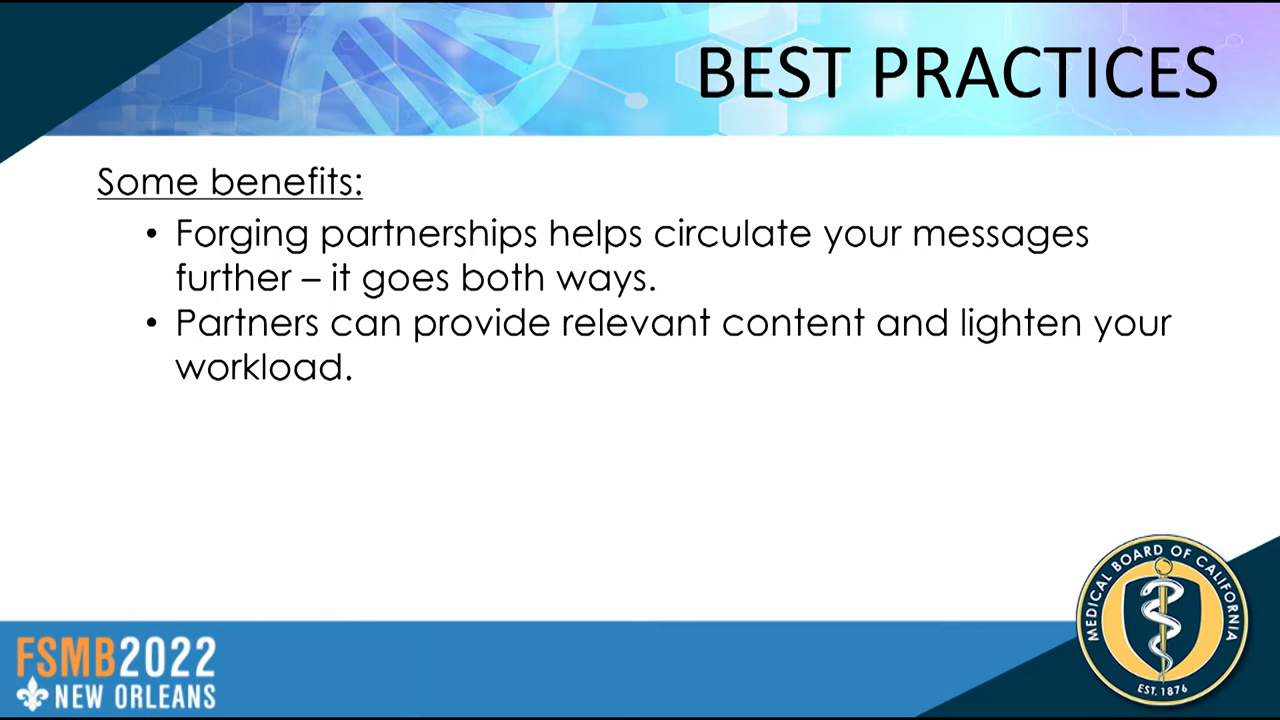 BEST PRACTICES
Some benefits:
• Forging partnerships helps circulate your messages
further – it goes both ways.
• Partners can provide relevant content and lighten your
workload.
MEDICAL BOARD OF CALIFORNIA
EST. 1876
FSMB2022
NEW ORLEANS